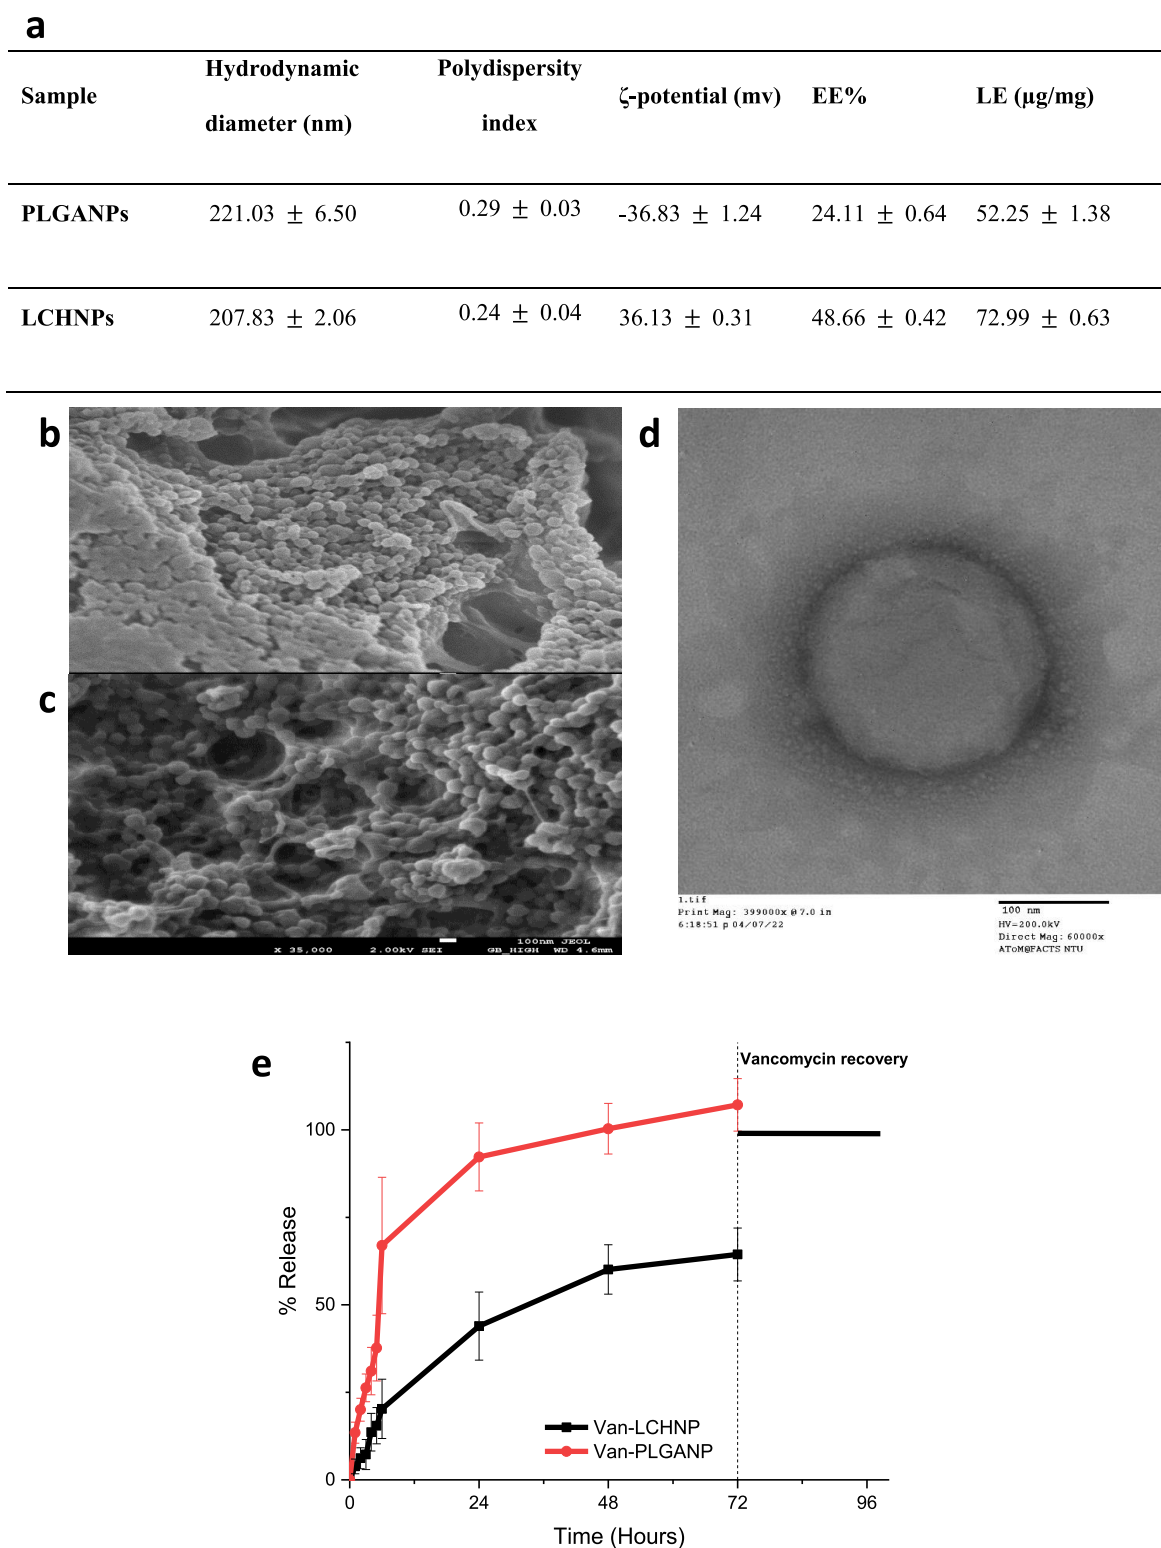 a
Sample Hydrodynamic diameter (nm) Polydispersity index ζ-potential (mv) EE% LE (µg/mg)
PLGANPs 221.03 ± 6.50 0.29 ± 0.03 -36.83 ± 1.24 24.11 ± 0.64 52.25 ± 1.38
LCHNPs 207.83 ± 2.06 0.24 ± 0.04 36.13 ± 0.31 48.66 ± 0.42 72.99 ± 0.63
b
c
X 35,000 2.00kV SEI 100nm JEOL
GB_HIGH WD 4.6mm
d
1.tif
Print Mag: 399000x @ 7.0 in
6:18:51 p 04/07/22
100 nm
HV=200.0kV
Direct Mag: 60000x
AToM@FACTS NTU
e
Vancomycin recovery
% Release
100
50
0
Van-LCHNP
Van-PLGANP
0 24 48 72 96
Time (Hours)